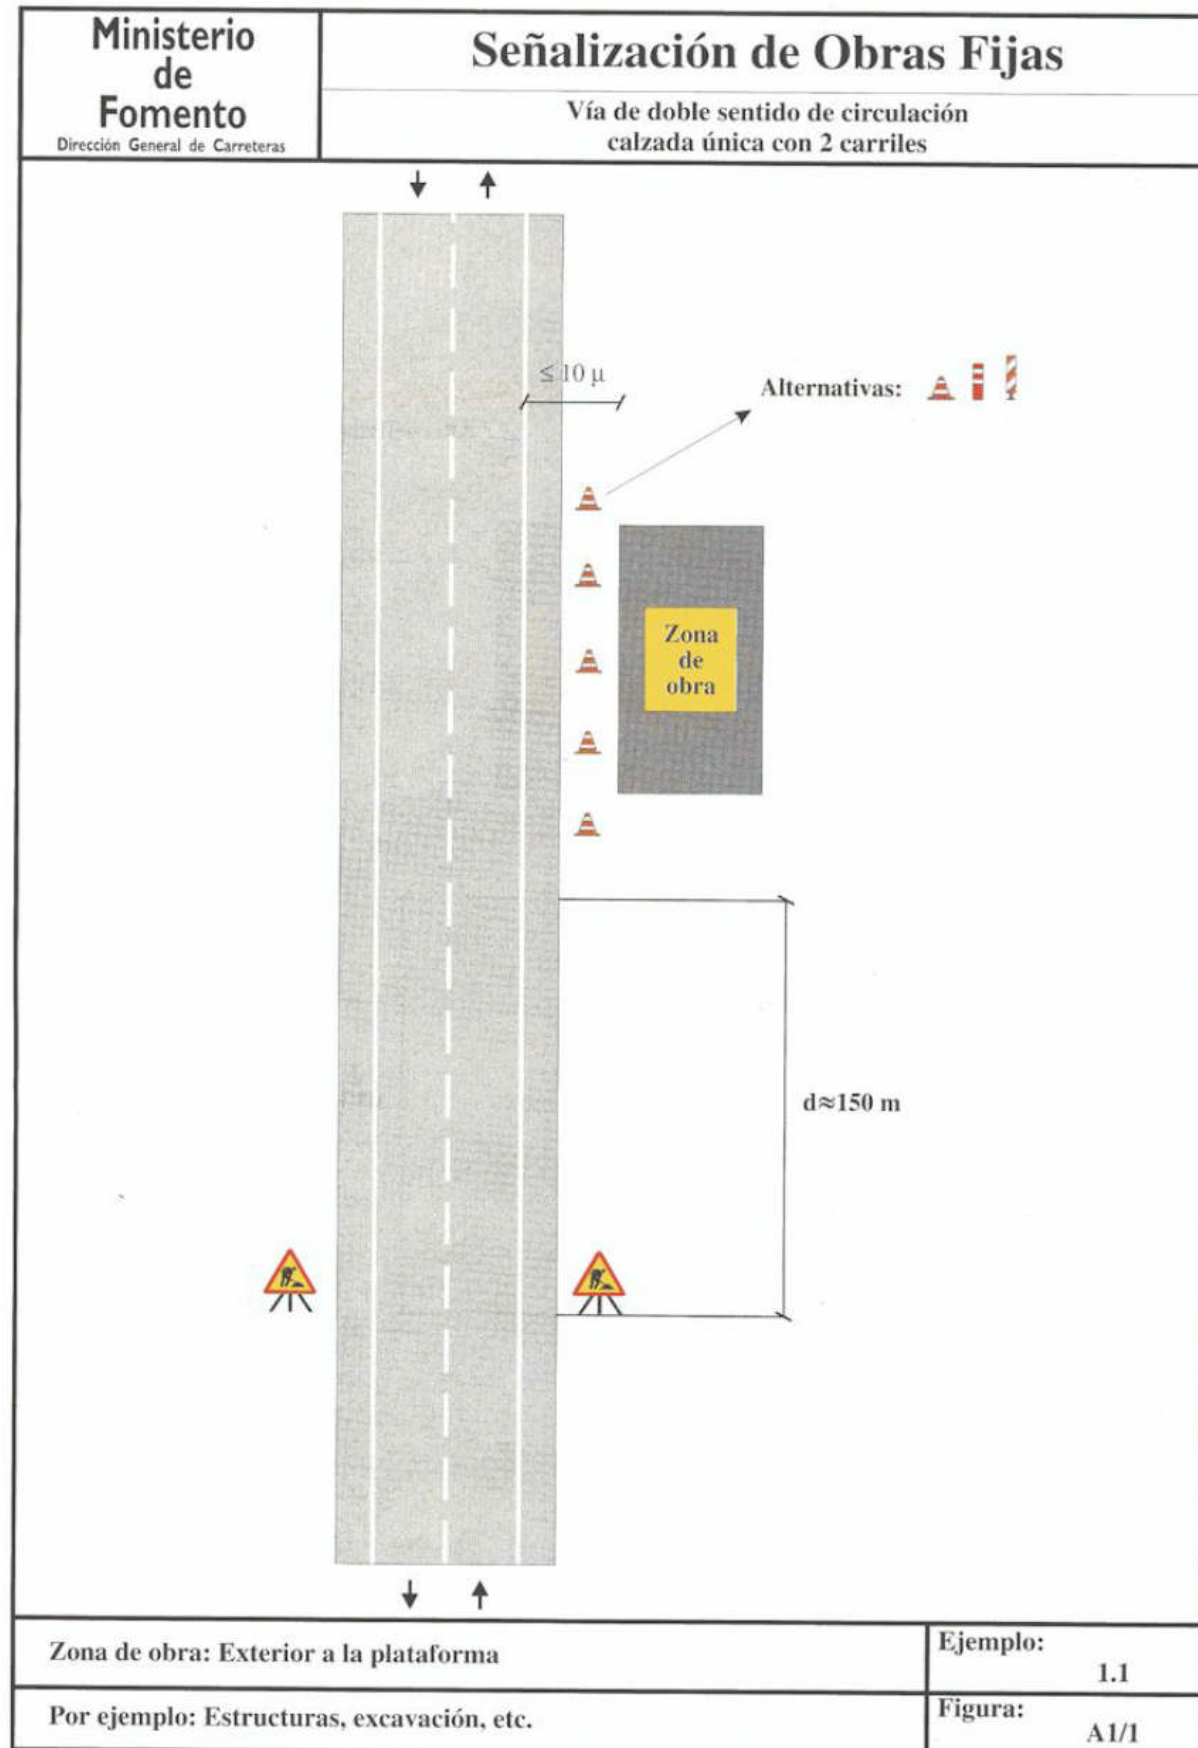 Ministerio
de
Fomento
Dirección General de Carreteras
Señalización de Obras Fijas
Vía de doble sentido de circulación
calzada única con 2 carriles
≤ 10 μ
Alternativas:
Zona
de
obra
d≈150 m
Zona de obra: Exterior a la plataforma
Ejemplo:
1.1
Por ejemplo: Estructuras, excavación, etc.
Figura:
A1/1